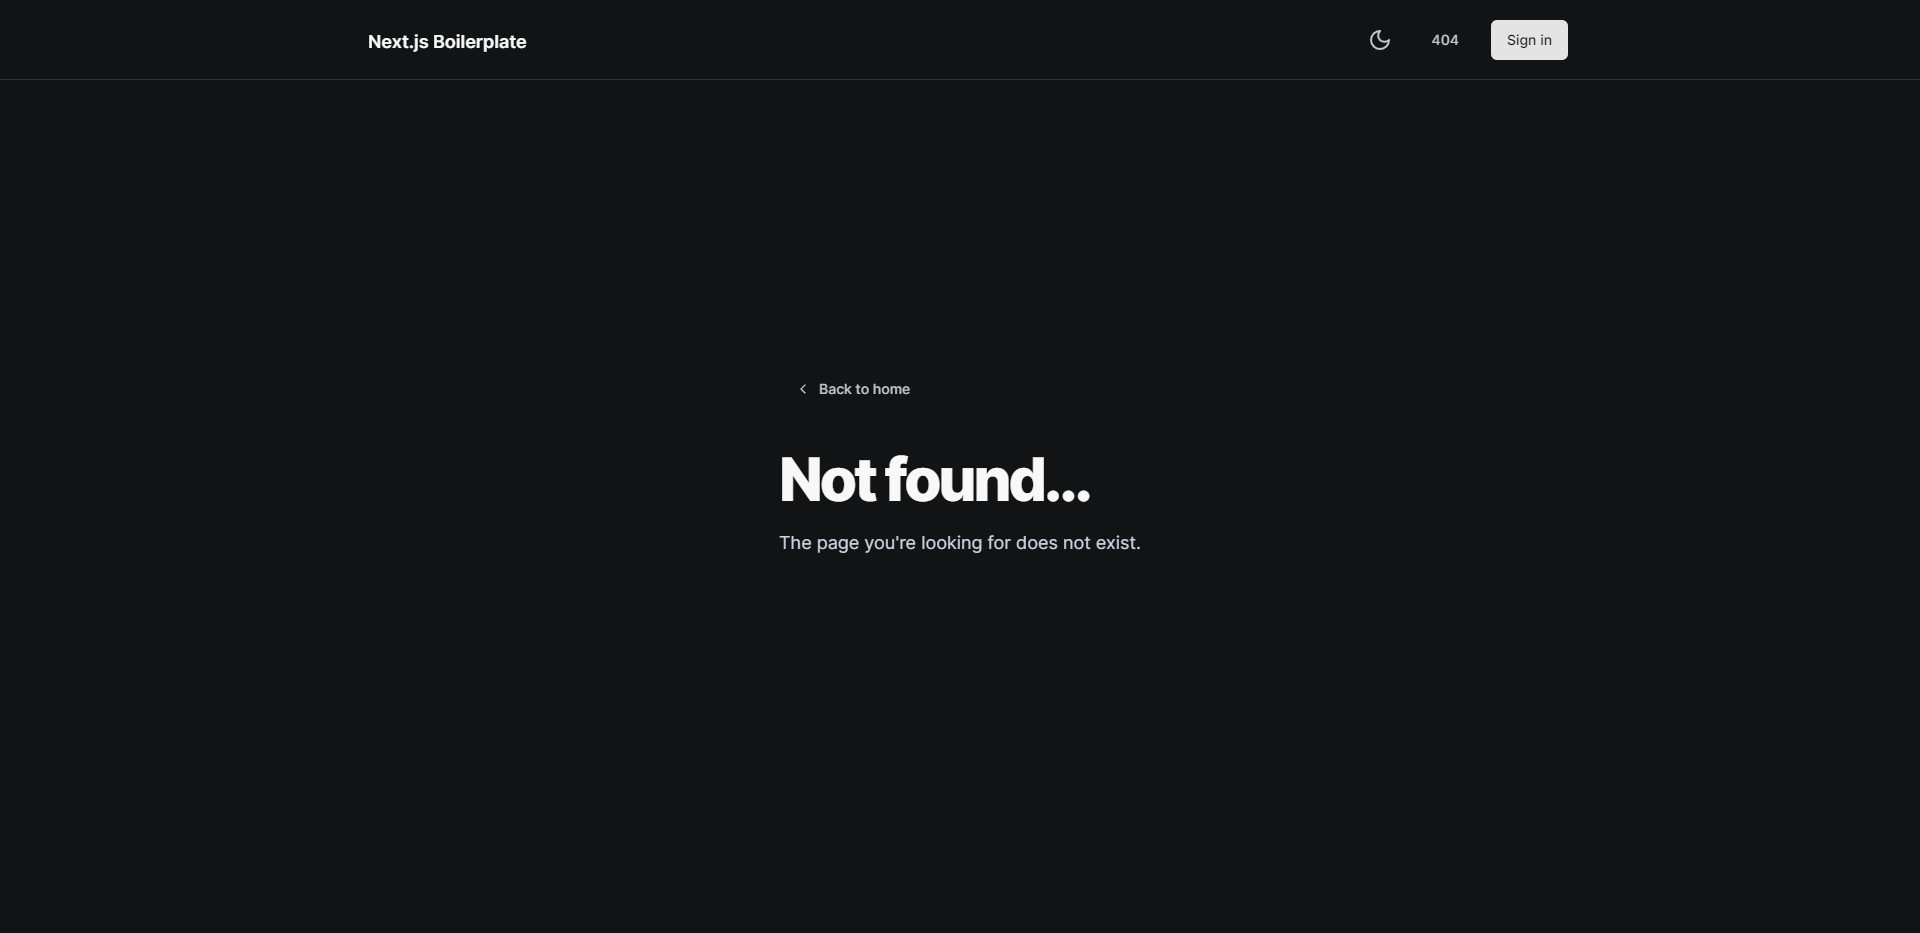 Next.js Boilerplate
404
Sign in
Back to home
Not found...
The page you're looking for does not exist.